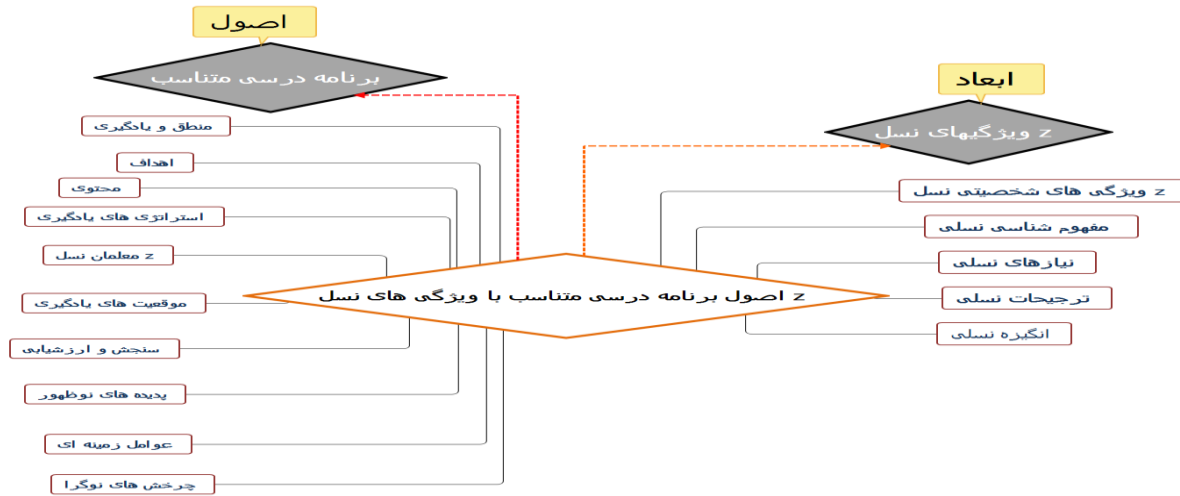 اصول
برنامه درسی متناسب
ابعاد
ویژگیهای نسل z
منطق و یادگیری
اهداف
محتوی
استراتژی های یادگیری
معلمان نسل z
موقعیت های یادگیری
سنجش و ارزشیابی
پدیده های نوظهور
عوامل زمینه ای
چرخش های نوگرا
اصول برنامه درسی متناسب با ویژگی های نسل z
ویژگی های شخصیتی نسل z
مفهوم شناسی نسلی
نیازهای نسلی
ترجیحات نسلی
انگیزه نسلی